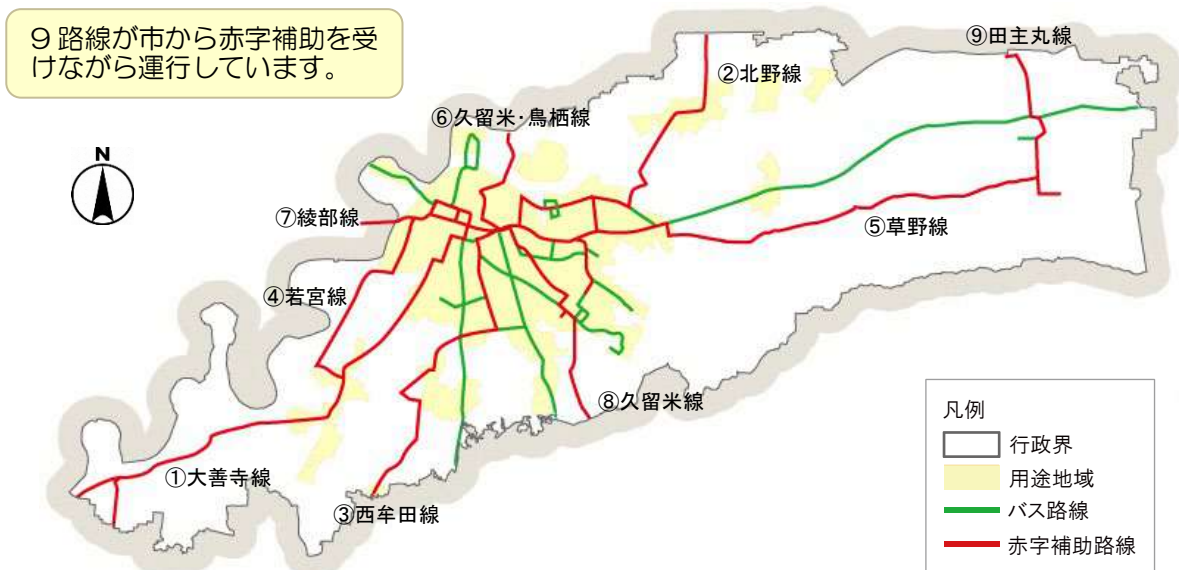 ９路線が市から赤字補助を受
けながら運行しています。
⑨田主丸線
②北野線
⑥久留米・鳥栖線
N
⑦綾部線
⑤草野線
④若宮線
⑧久留米線
①大善寺線
③西牟田線
凡例
行政界
用途地域
バス路線
赤字補助路線